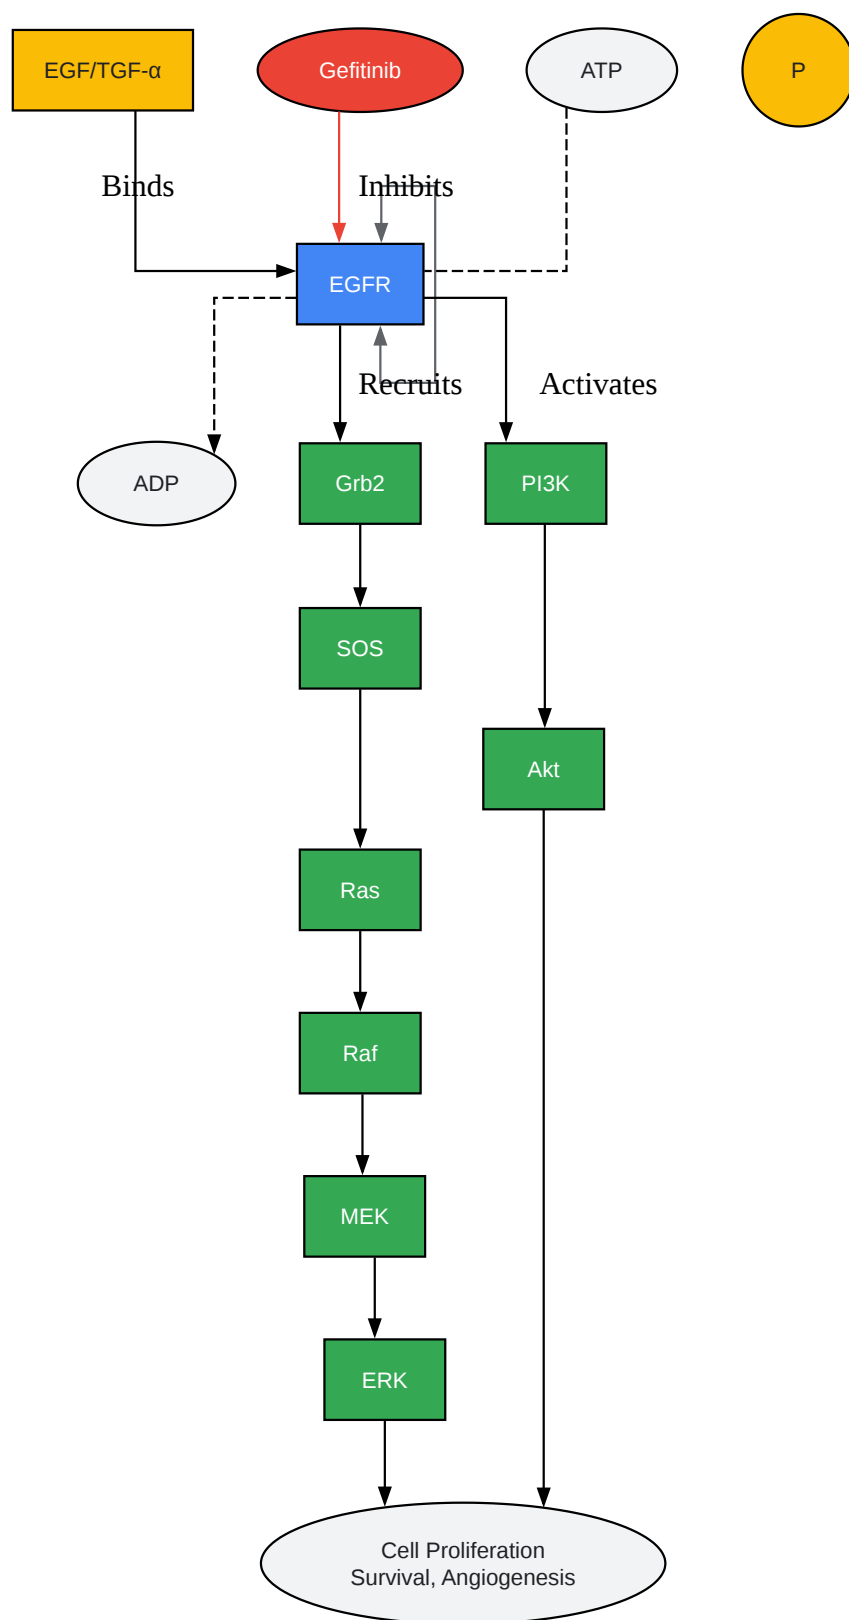 EGF/TGF-α
Gefitinib
ATP
P
Binds
Inhibits
EGFR
Recruits
Activates
ADP
Grb2
PI3K
SOS
Akt
Ras
Raf
MEK
ERK
Cell Proliferation
Survival, Angiogenesis